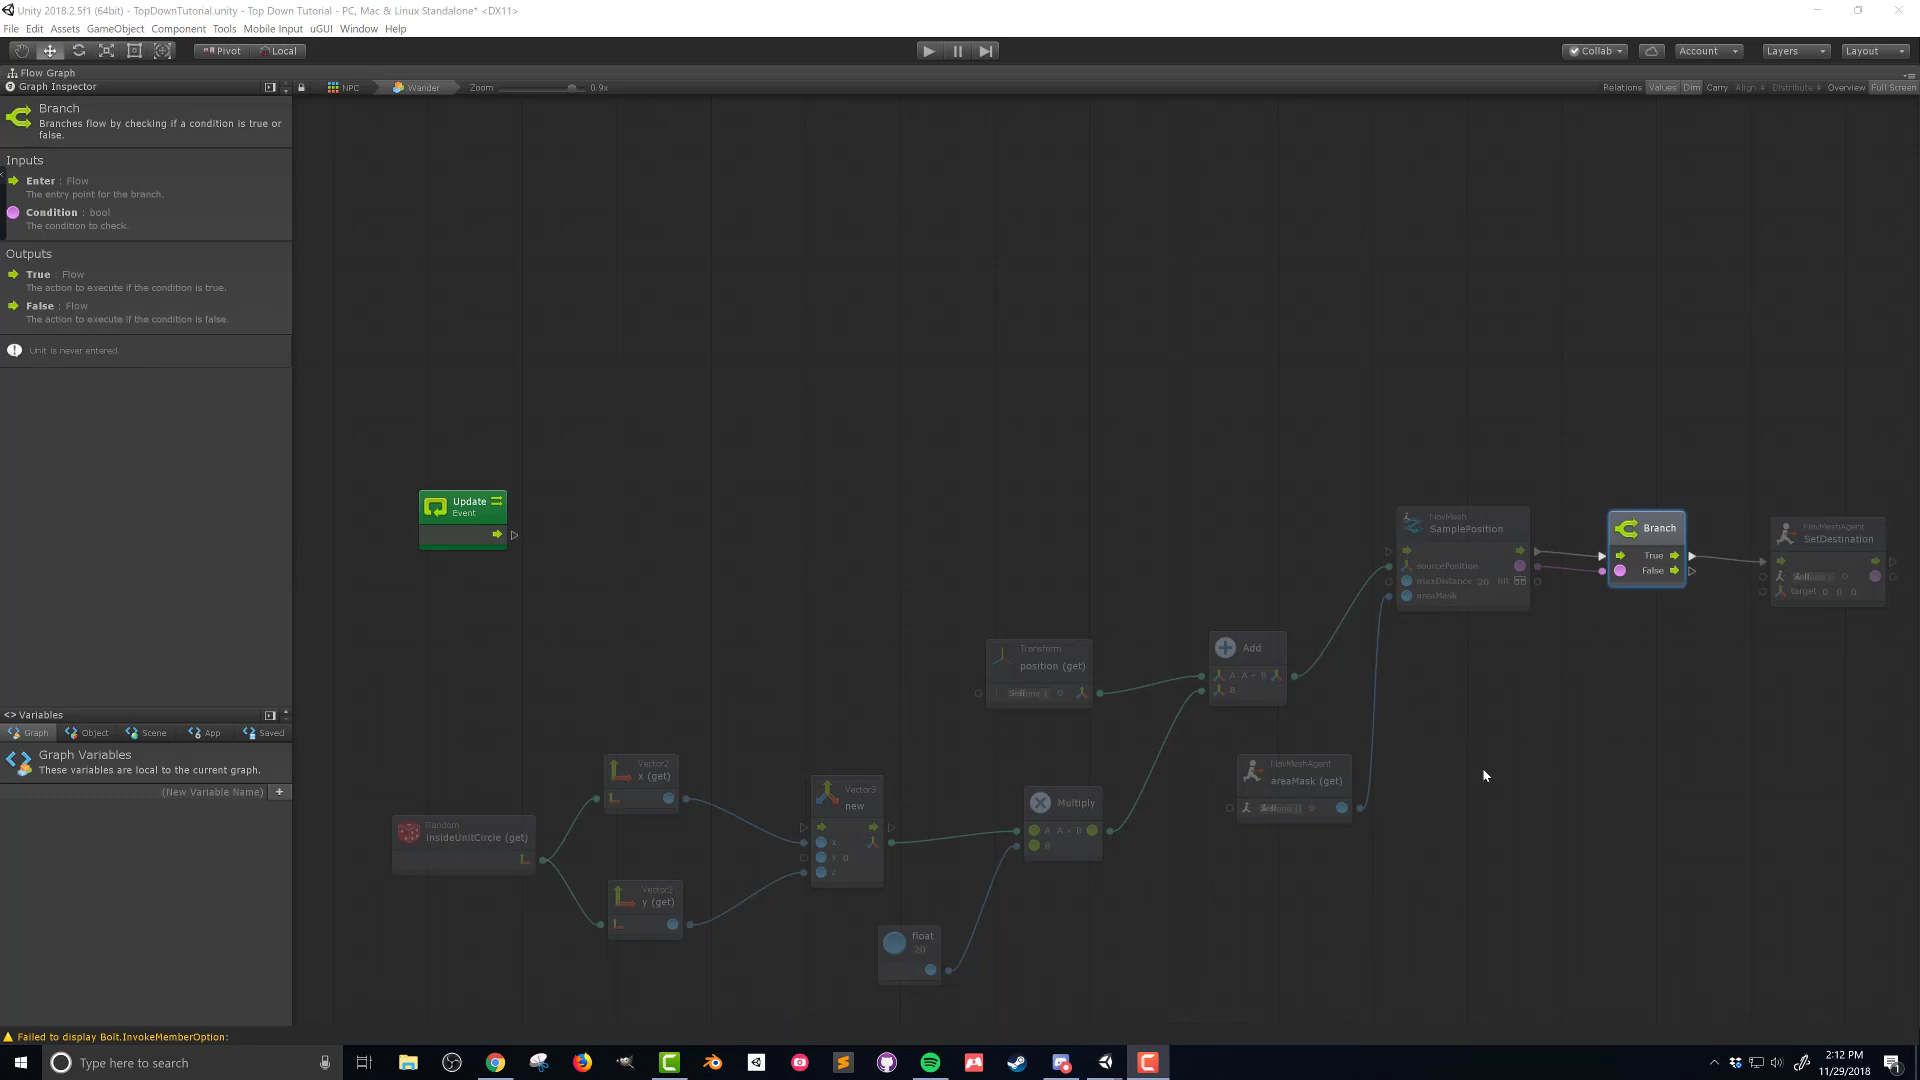 Unity 2018.2.5f1 (64bit) - TopDownTutorial.unity - Top Down Tutorial - PC, Mac & Linux Standalone* <DX11>
File Edit Assets GameObject Component Tools Mobile Input uGUI Window Help
Pivot Local Collab Account Layers Layout
Flow Graph
Graph Inspector
NPC Wander Zoom 0.9x Relations Values Dim Carry Align Distribute Overview Full Screen
Branch
Branches flow by checking if a condition is true or
false.
Inputs
Enter : Flow
The entry point for the branch.
Condition : bool
The condition to check.
Outputs
True : Flow
The action to execute if the condition is true.
False : Flow
The action to execute if the condition is false.
Unit is never entered.
Update
Event
NavMesh
SamplePosition
sourcePosition
maxDistance 20 hit
areaMask
Branch
True
False
NavMeshAgent
SetDestination
target 0 0 0
Transform
position (get)
Add
A A + B
B
NavMeshAgent
areaMask (get)
Vector2
x (get)
Vector3
new
x
Y 0
z
Multiply
A A × B
B
Random
insideUnitCircle (get)
Vector2
y (get)
float
20
<> Variables
Graph Object Scene App Saved
Graph Variables
These variables are local to the current graph.
(New Variable Name) +
Failed to display Bolt.InvokeMemberOption:
Type here to search
2:12 PM
11/29/2018
1